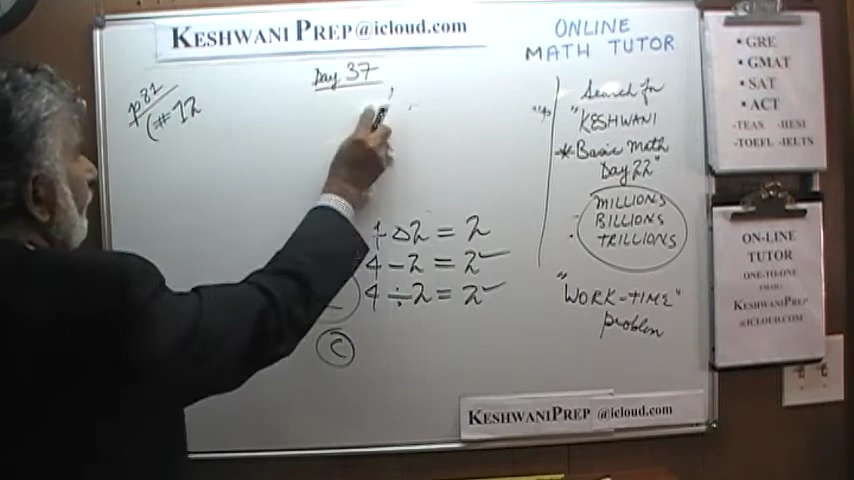 KESHWANI PREP@icloud.com
ONLINE
MATH TUTOR
p81
(#12
Day 37
4 △ 2 = 2
4 - 2 = 2
4 ÷ 2 = 2
C
Search for
"KESHWANI
Basic Math
Day 22"
MILLIONS
BILLIONS
TRILLIONS
"WORK-TIME"
problem
KESHWANIPREP @icloud.com
• GRE
• GMAT
• SAT
• ACT
-TEAS -HESI
-TOEFL -IELTS
ON-LINE
TUTOR
ONE-TO-ONE
EMAIL:
KESHWANIPREP
@ICLOUD.COM